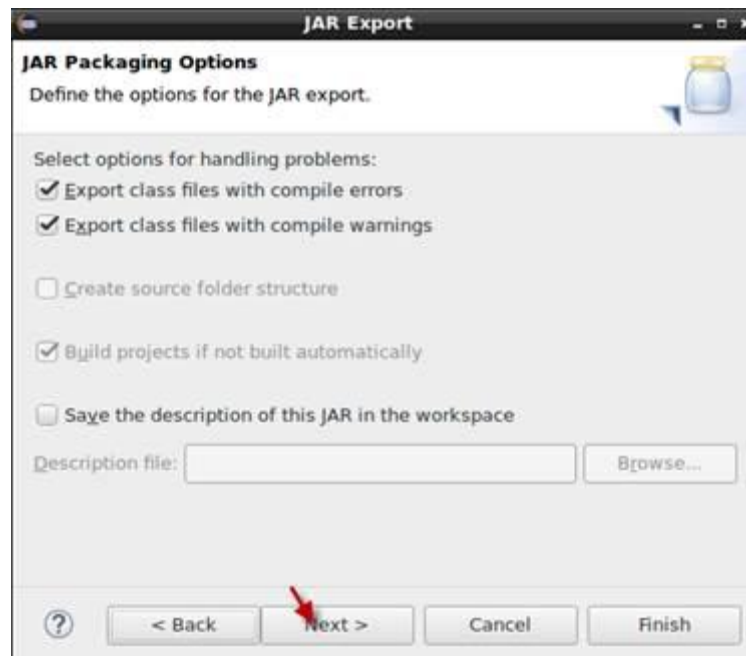 JAR Export
JAR Packaging Options
Define the options for the JAR export.
Select options for handling problems:
Export class files with compile errors
Export class files with compile warnings
Create source folder structure
Build projects if not built automatically
Save the description of this JAR in the workspace
Description file:
Browse...
? < Back Next > Cancel Finish